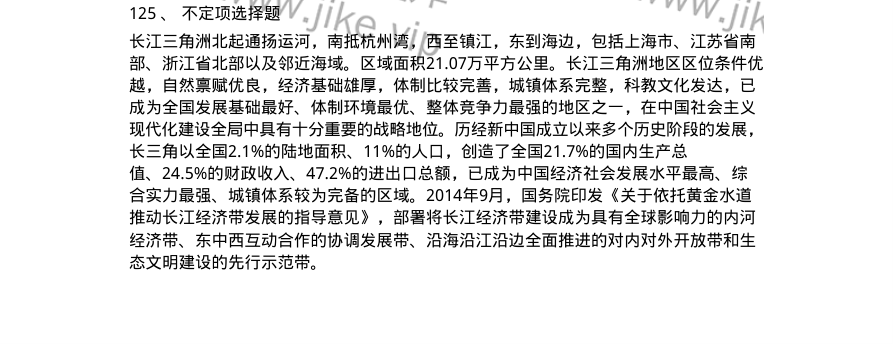 www.jike.vip
www.jik
125 、 不定项选择题
长江三角洲北起通扬运河，南抵杭州湾，西至镇江，东到海边，包括上海市、江苏省南
部、浙江省北部以及邻近海域。区域面积21.07万平方公里。长江三角洲地区区位条件优
越，自然禀赋优良，经济基础雄厚，体制比较完善，城镇体系完整，科教文化发达，已
成为全国发展基础最好、体制环境最优、整体竞争力最强的地区之一，在中国社会主义
现代化建设全局中具有十分重要的战略地位。历经新中国成立以来多个历史阶段的发展，
长三角以全国2.1%的陆地面积、11%的人口，创造了全国21.7%的国内生产总
值、24.5%的财政收入、47.2%的进出口总额，已成为中国经济社会发展水平最高、综
合实力最强、城镇体系较为完备的区域。2014年9月，国务院印发《关于依托黄金水道
推动长江经济带发展的指导意见》，部署将长江经济带建设成为具有全球影响力的内河
经济带、东中西互动合作的协调发展带、沿海沿江沿边全面推进的对内对外开放带和生
态文明建设的先行示范带。